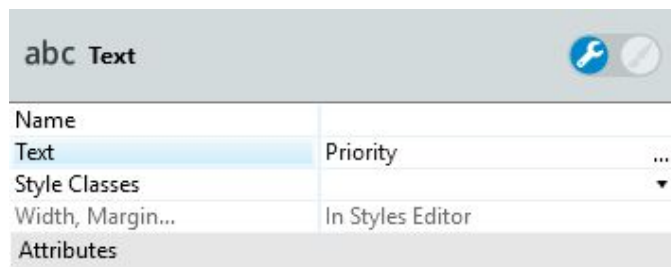 abc Text
Name
Text Priority ...
Style Classes
Width, Margin... In Styles Editor
Attributes